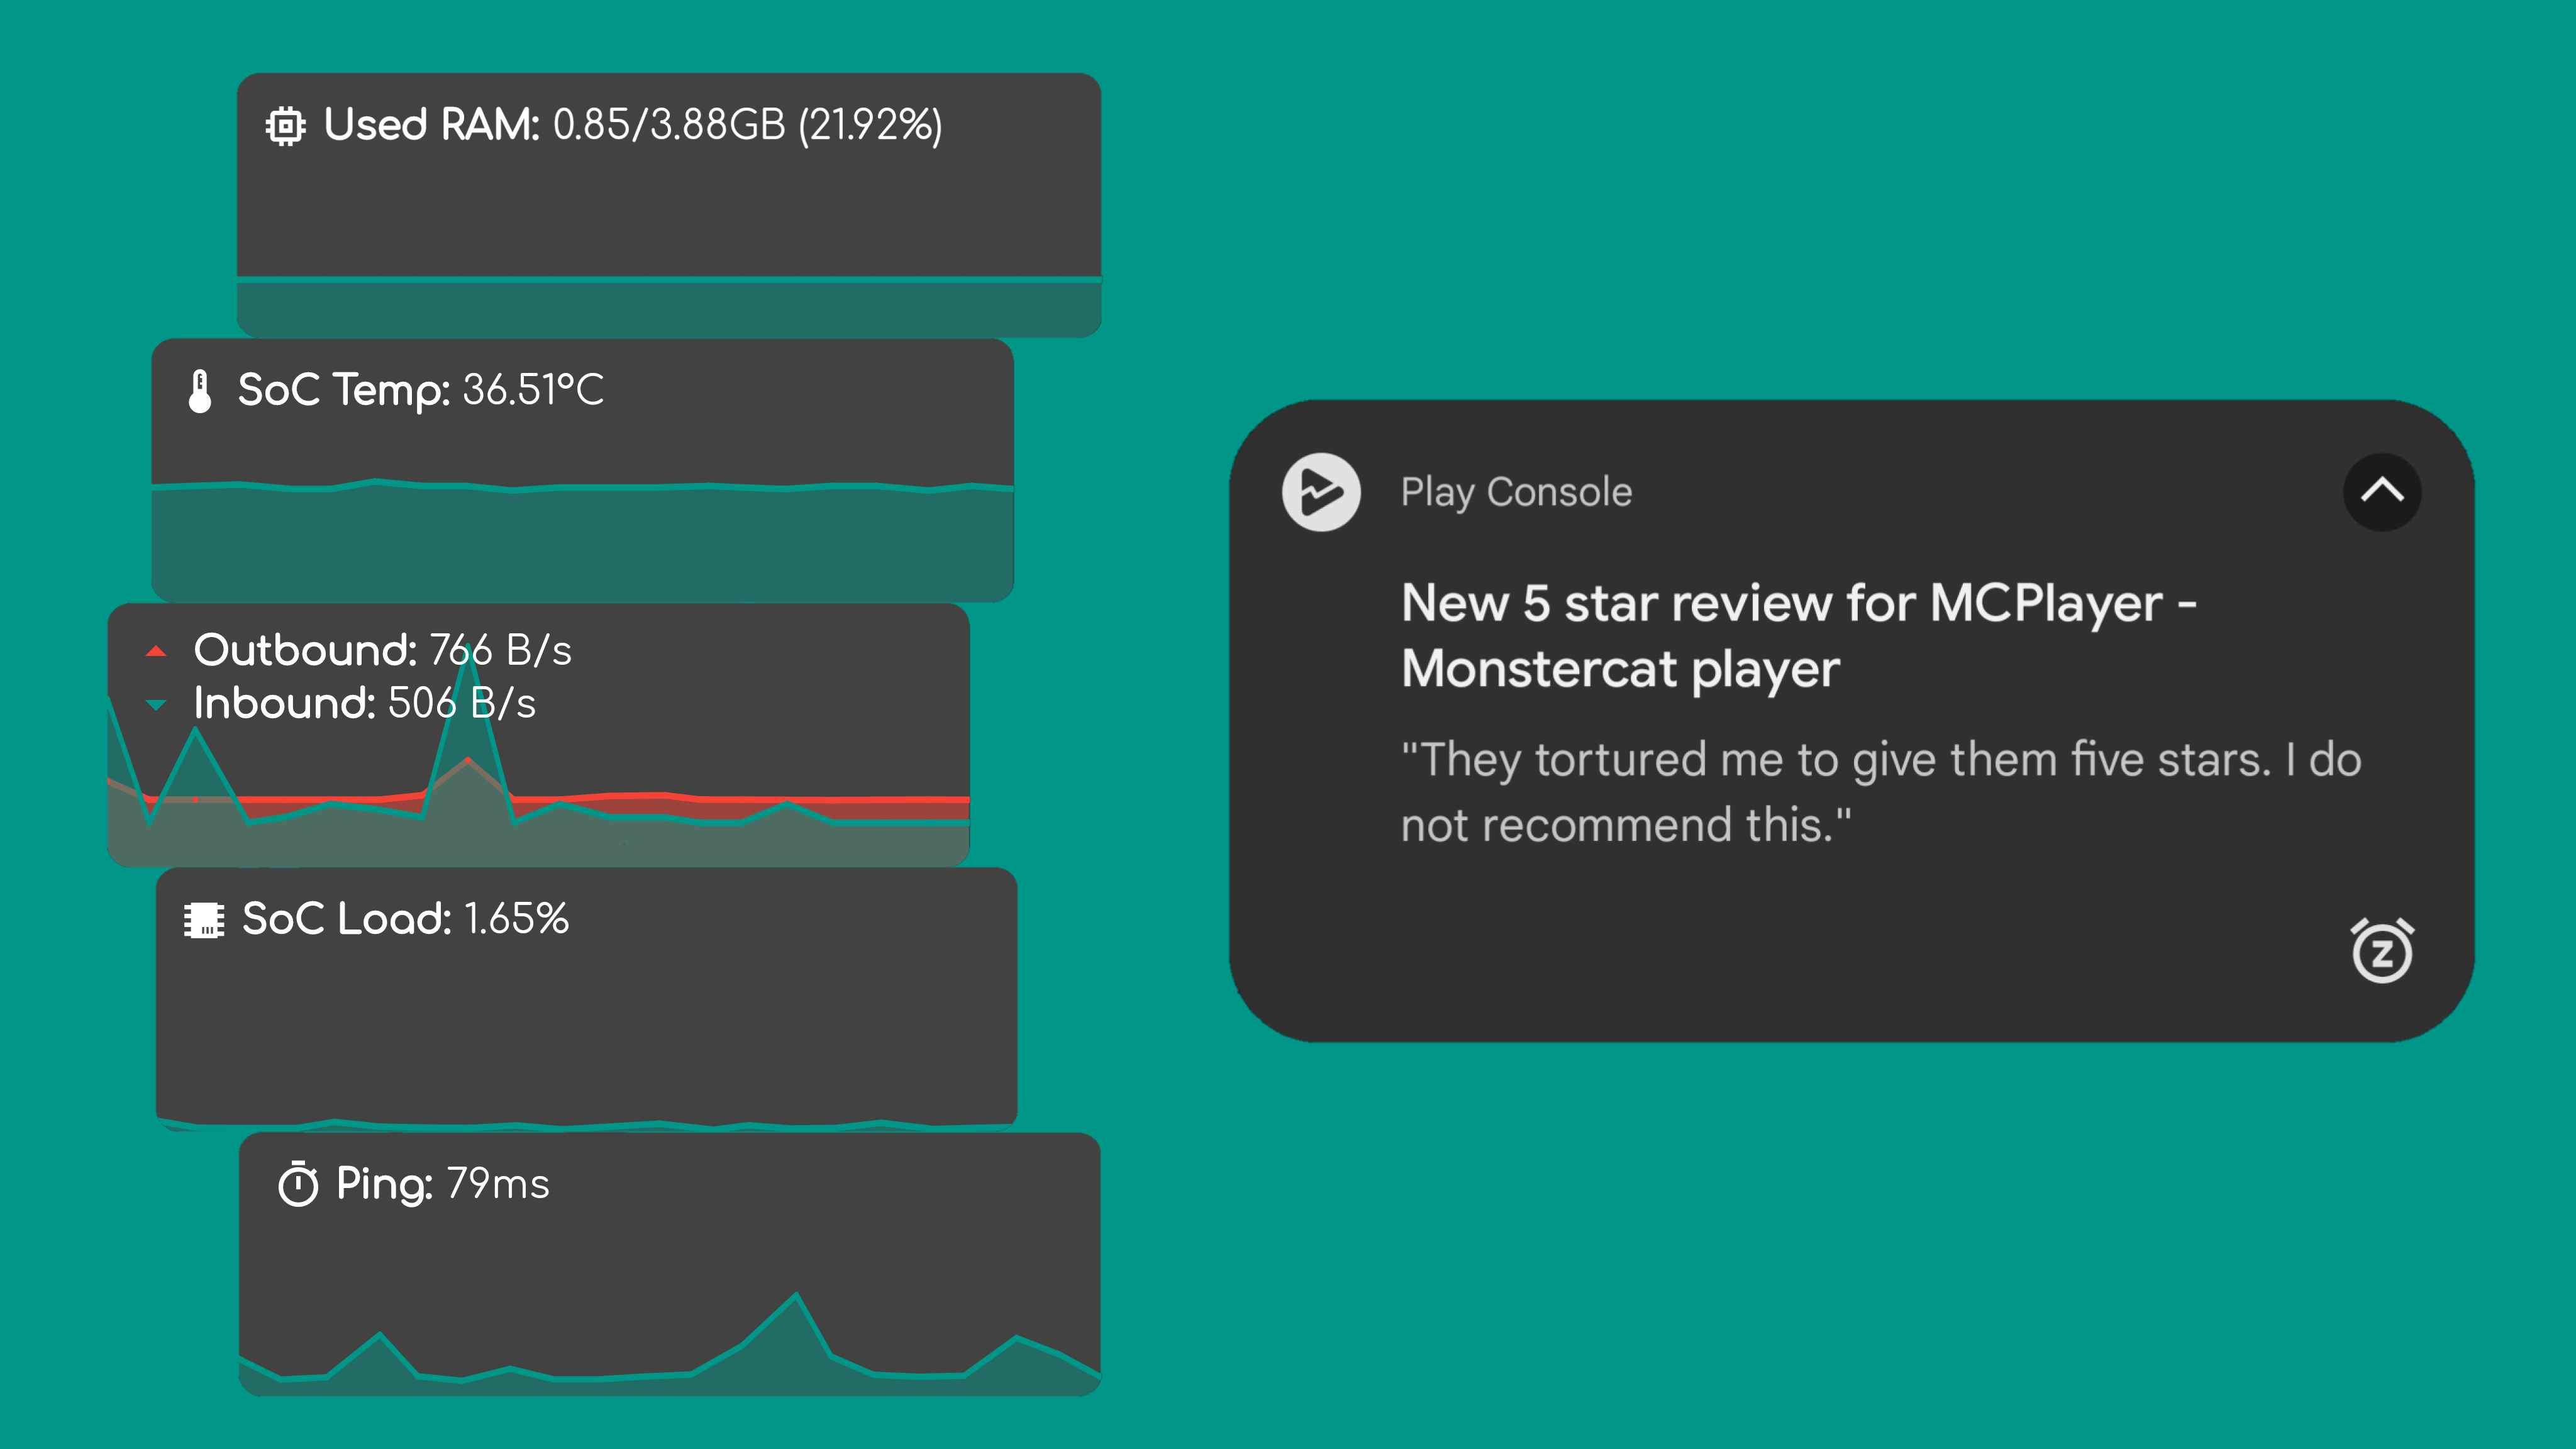 Used RAM: 0.85/3.88GB (21.92%)
SoC Temp: 36.51°C
Outbound: 766 B/s
Inbound: 506 B/s
SoC Load: 1.65%
Ping: 79ms
Play Console
New 5 star review for MCPlayer -
Monstercat player
"They tortured me to give them five stars. I do
not recommend this."